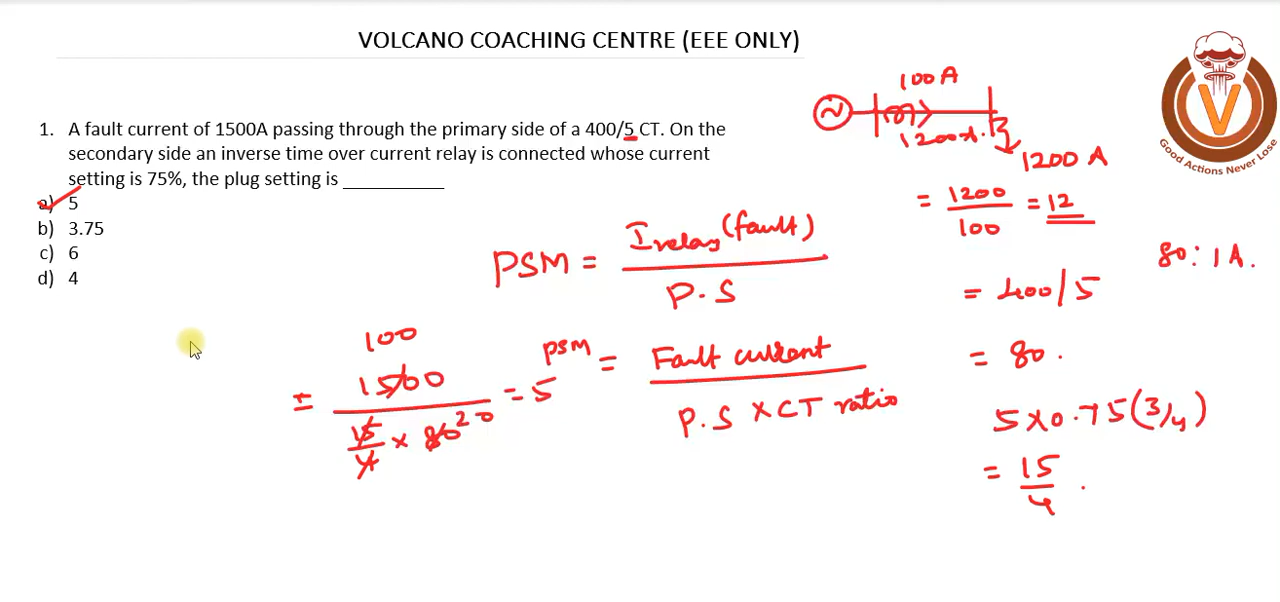 VOLCANO COACHING CENTRE (EEE ONLY)
1. A fault current of 1500A passing through the primary side of a 400/5 CT. On the
secondary side an inverse time over current relay is connected whose current
setting is 75%, the plug setting is __________
a) 5
b) 3.75
c) 6
d) 4
100 A
1200 A.
1200 A
= 1200/100 = 12
80:1 A.
PSM = I relay (fault) / P.S
= 400/5
= 80.
PSM = Fault current / P.S X CT ratio
5 X 0.75 (3/4)
= 15/4.
100
= 1500 / 15/4 x 80 20 = 5
V
Good Actions Never Lose